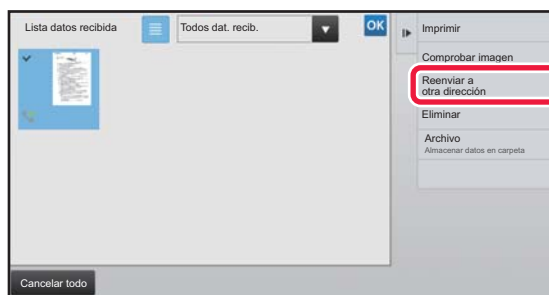 Lista datos recibida
Todos dat. recib.
OK
Imprimir
Comprobar imagen
Reenviar a
otra dirección
Eliminar
Archivo
Almacenar datos en carpeta
Cancelar todo